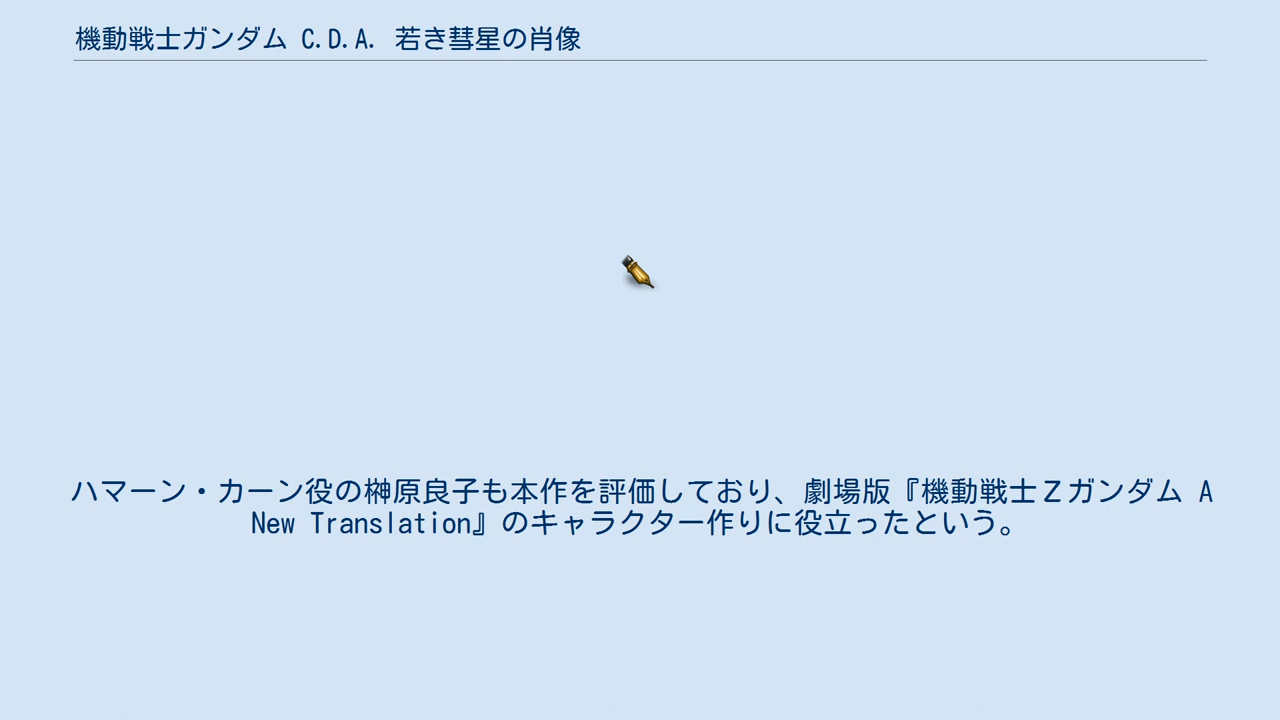 機動戦士ガンダム C.D.A. 若き彗星の肖像
ハマーン・カーン役の榊原良子も本作を評価しており、劇場版『機動戦士Ζガンダム A
New Translation』のキャラクター作りに役立ったという。